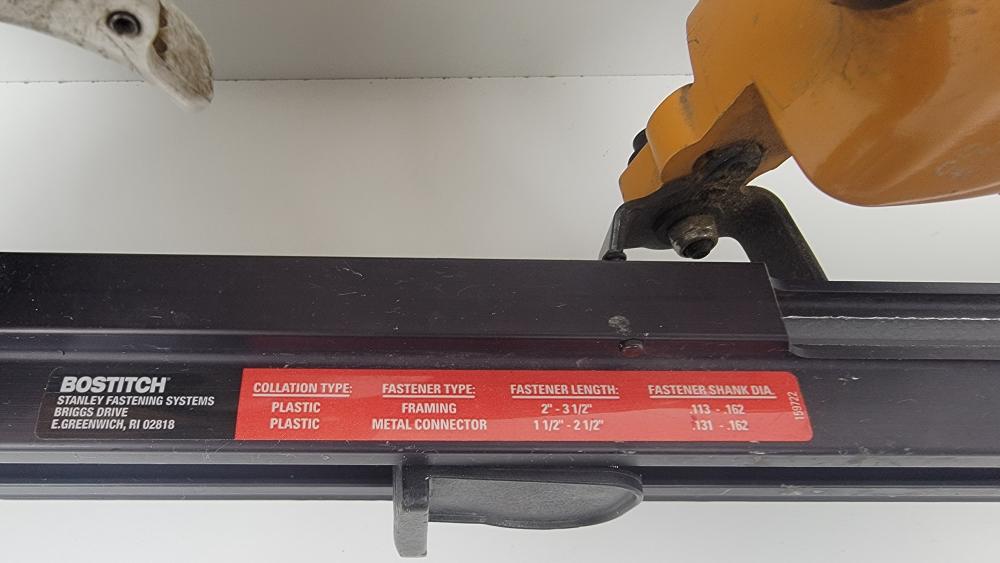 BOSTITCH®
STANLEY FASTENING SYSTEMS
BRIGGS DRIVE
E.GREENWICH, RI 02818
COLLATION TYPE: FASTENER TYPE: FASTENER LENGTH: FASTENER SHANK DIA.
PLASTIC FRAMING 2" - 3 1/2" .113 - .162
PLASTIC METAL CONNECTOR 1 1/2" - 2 1/2" .131 - .162
159722